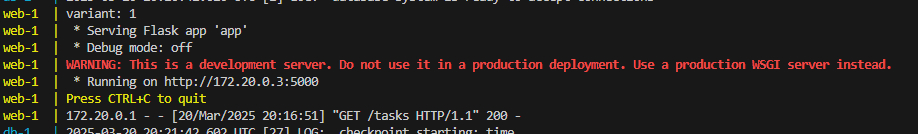 web-1 | variant: 1
web-1 | * Serving Flask app 'app'
web-1 | * Debug mode: off
web-1 | WARNING: This is a development server. Do not use it in a production deployment. Use a production WSGI server instead.
web-1 | * Running on http://172.20.0.3:5000
web-1 | Press CTRL+C to quit
web-1 | 172.20.0.1 - - [20/Mar/2025 20:16:51] "GET /tasks HTTP/1.1" 200 -
db-1 | 2025-03-20 20:21:42.602 UTC [27] LOG: checkpoint starting: time